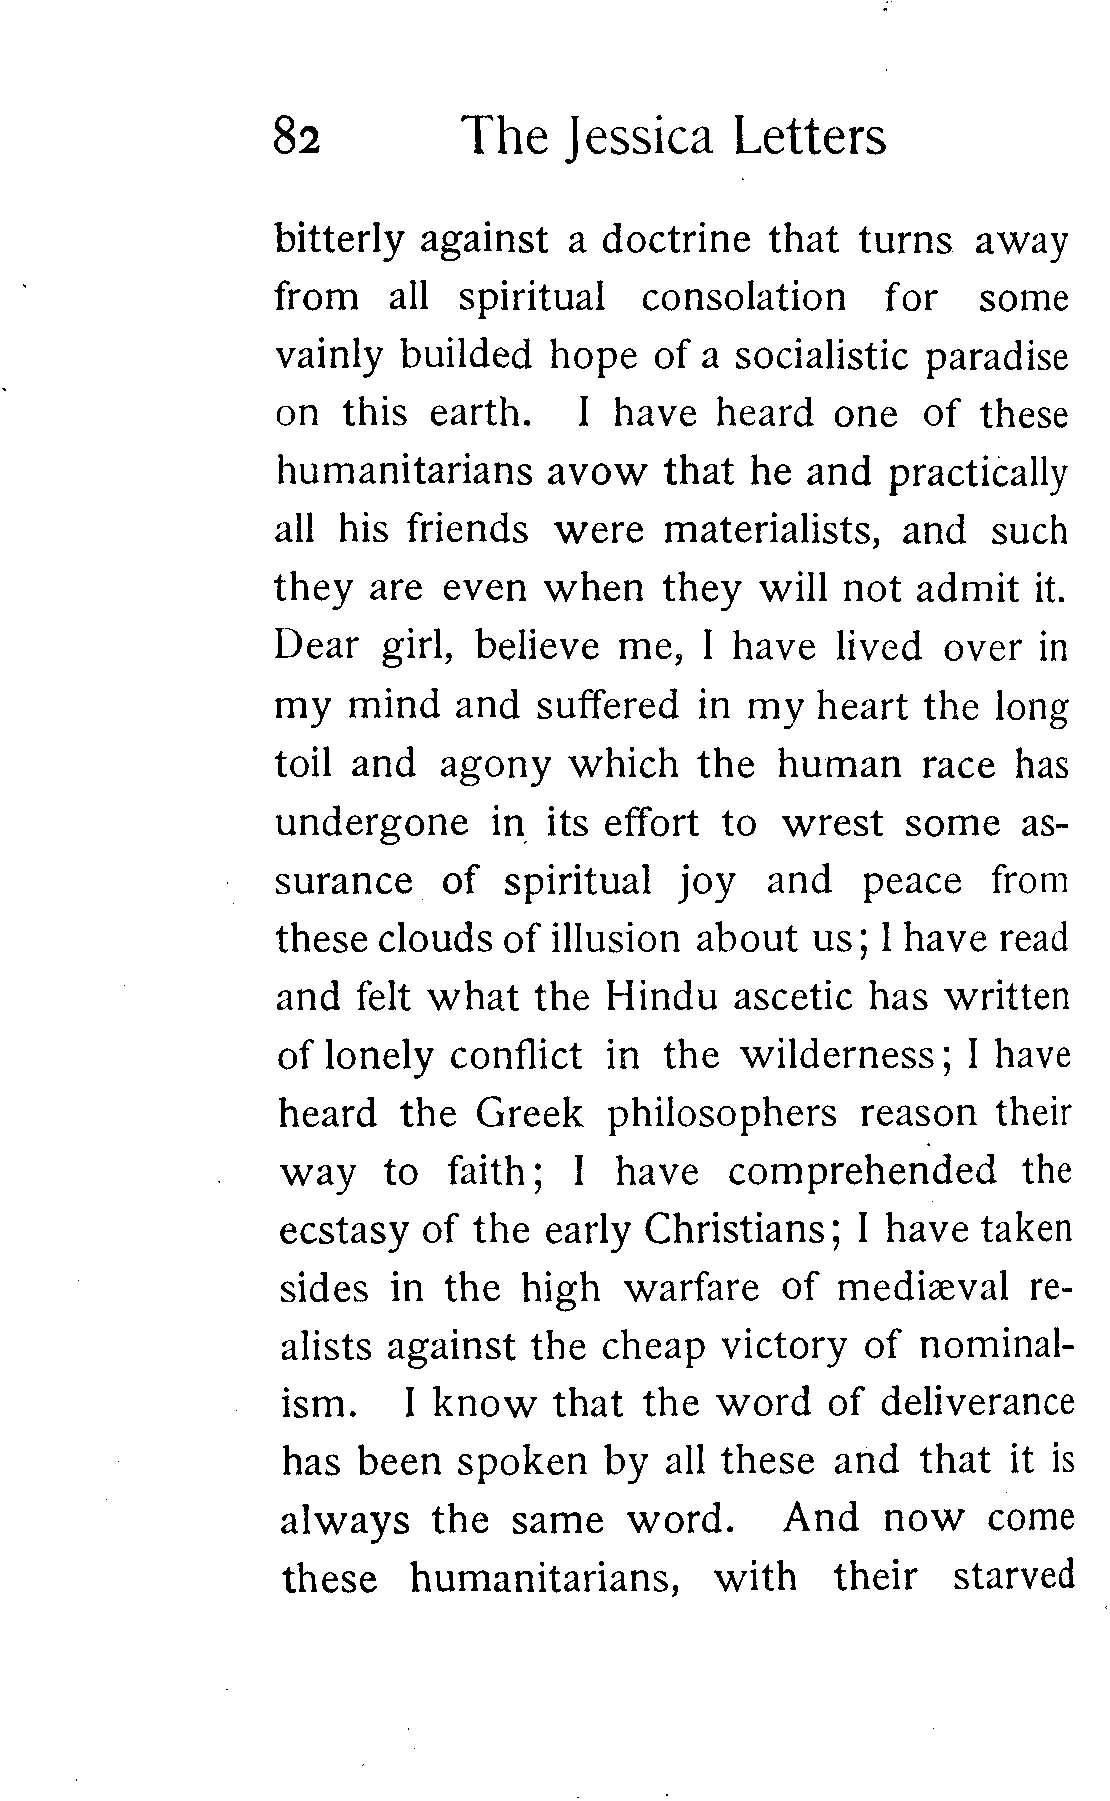 82 The Jessica Letters
bitterly against a doctrine that turns away
from all spiritual consolation for some
vainly builded hope of a socialistic paradise
on this earth. I have heard one of these
humanitarians avow that he and practically
all his friends were materialists, and such
they are even when they will not admit it.
Dear girl, believe me, I have lived over in
my mind and suffered in my heart the long
toil and agony which the human race has
undergone in its effort to wrest some as-
surance of spiritual joy and peace from
these clouds of illusion about us; I have read
and felt what the Hindu ascetic has written
of lonely conflict in the wilderness; I have
heard the Greek philosophers reason their
way to faith; I have comprehended the
ecstasy of the early Christians; I have taken
sides in the high warfare of mediæval re-
alists against the cheap victory of nominal-
ism. I know that the word of deliverance
has been spoken by all these and that it is
always the same word. And now come
these humanitarians, with their starved